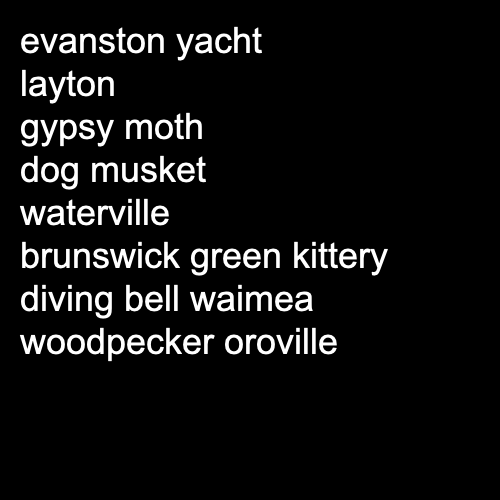 evanston yacht
layton
gypsy moth
dog musket
waterville
brunswick green kittery
diving bell waimea
woodpecker oroville